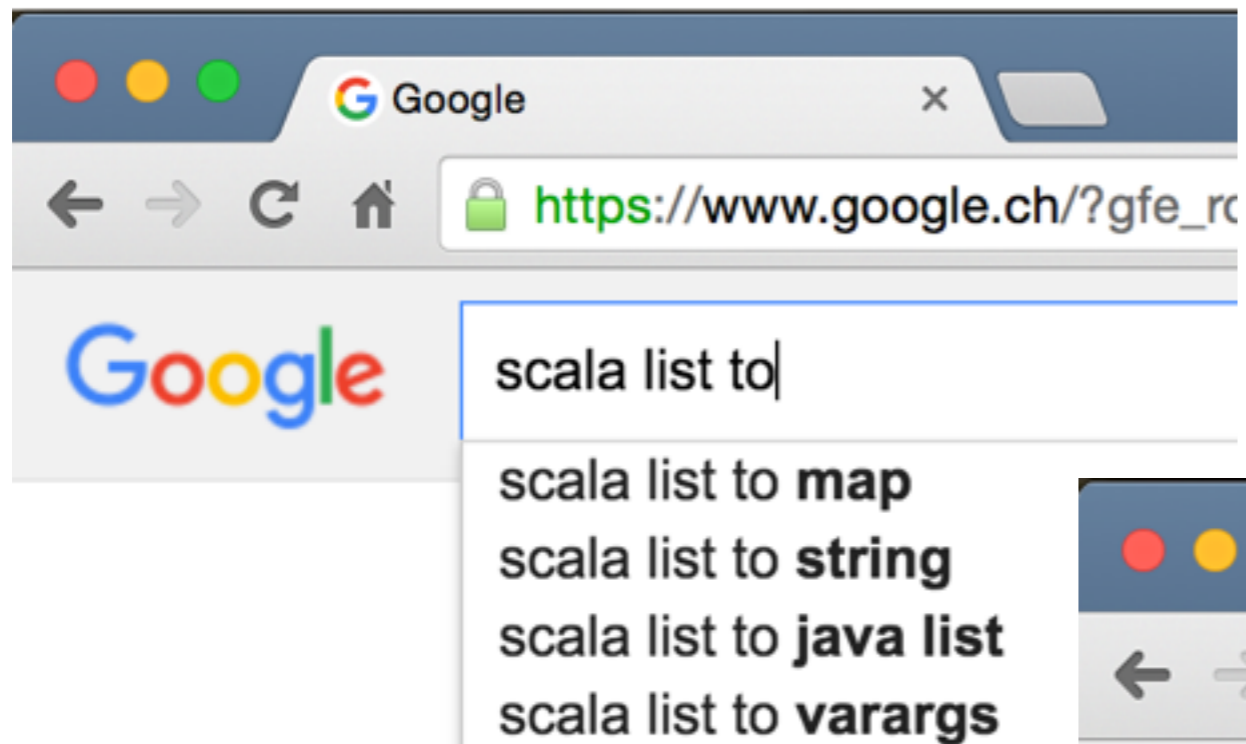 Google
https://www.google.ch/?gfe_rd
Google
scala list to
scala list to map
scala list to string
scala list to java list
scala list to varargs